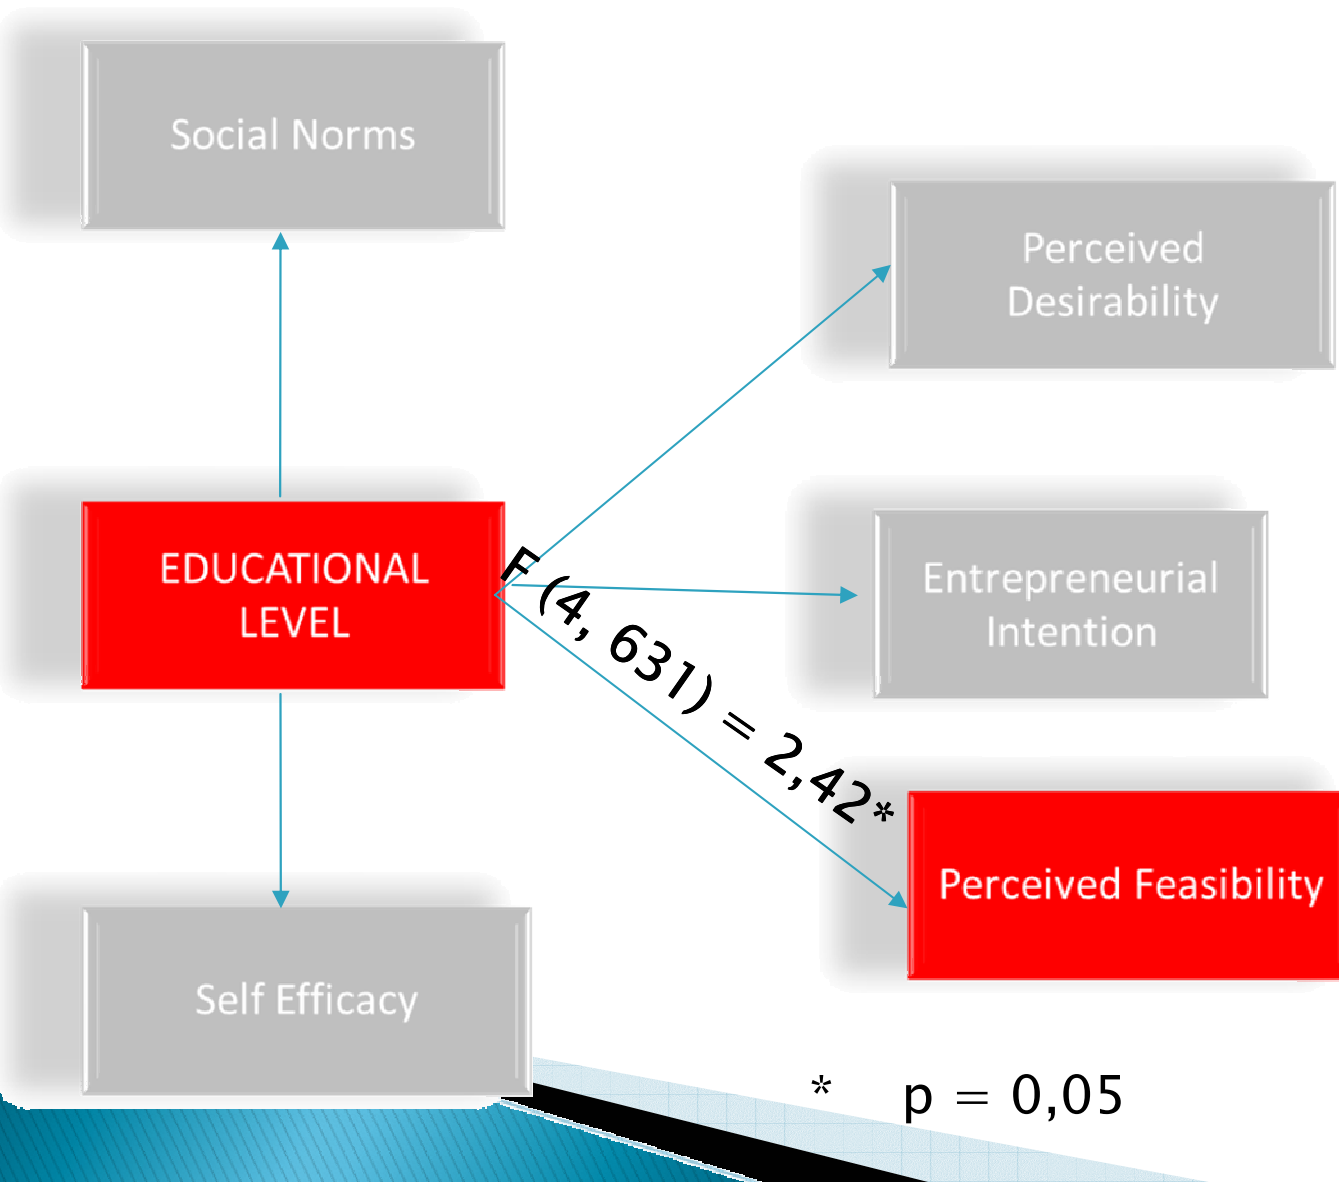 Social Norms
Perceived
Desirability
EDUCATIONAL
LEVEL
F (4, 631) = 2,42*
Entrepreneurial
Intention
Perceived Feasibility
Self Efficacy
* p = 0,05